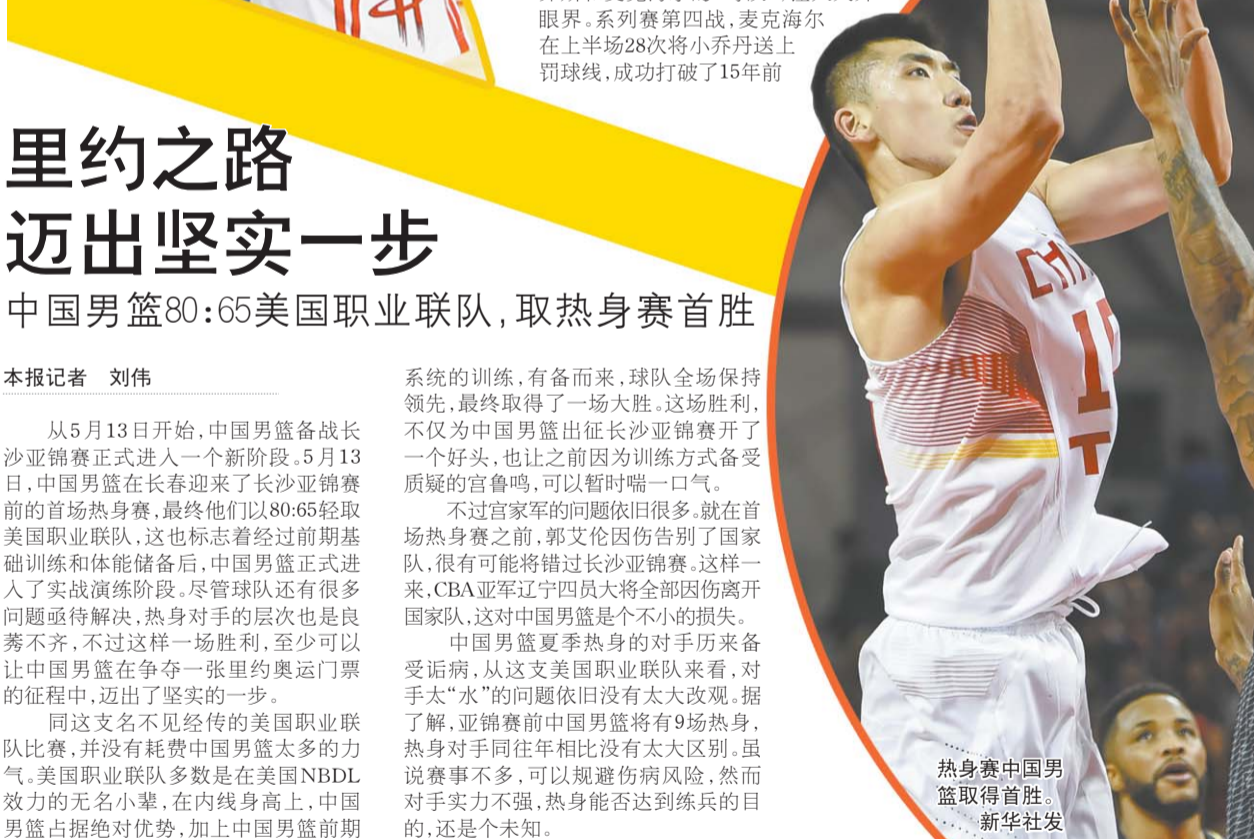 眼界。系列赛第四战,麦克海尔
在上半场28次将小乔丹送上
罚球线,成功打破了15年前
里约之路
迈出坚实一步
中国男篮80:65美国职业联队,取热身赛首胜
本报记者 刘伟
从5月13日开始,中国男篮备战长
沙亚锦赛正式进入一个新阶段。5月13
日,中国男篮在长春迎来了长沙亚锦赛
前的首场热身赛,最终他们以80:65轻取
美国职业联队,这也标志着经过前期基
础训练和体能储备后,中国男篮正式进
入了实战演练阶段。尽管球队还有很多
问题亟待解决,热身对手的层次也是良
莠不齐,不过这样一场胜利,至少可以
让中国男篮在争夺一张里约奥运门票
的征程中,迈出了坚实的一步。
同这支名不见经传的美国职业联
队比赛,并没有耗费中国男篮太多的力
气。美国职业联队多数是在美国NBDL
效力的无名小辈,在内线身高上,中国
男篮占据绝对优势,加上中国男篮前期
系统的训练,有备而来,球队全场保持
领先,最终取得了一场大胜。这场胜利,
不仅为中国男篮出征长沙亚锦赛开了
一个好头,也让之前因为训练方式备受
质疑的宫鲁鸣,可以暂时喘一口气。
不过宫家军的问题依旧很多。就在首
场热身赛之前,郭艾伦因伤告别了国家
队,很有可能将错过长沙亚锦赛。这样一
来,CBA亚军辽宁四员大将全部因伤离开
国家队,这对中国男篮是个不小的损失。
中国男篮夏季热身的对手历来备
受诟病,从这支美国职业联队来看,对
手太“水”的问题依旧没有太大改观。据
了解,亚锦赛前中国男篮将有9场热身,
热身对手同往年相比没有太大区别。虽
说赛事不多,可以规避伤病风险,然而
对手实力不强,热身能否达到练兵的目
的,还是个未知。
热身赛中国男
篮取得首胜。
新华社发